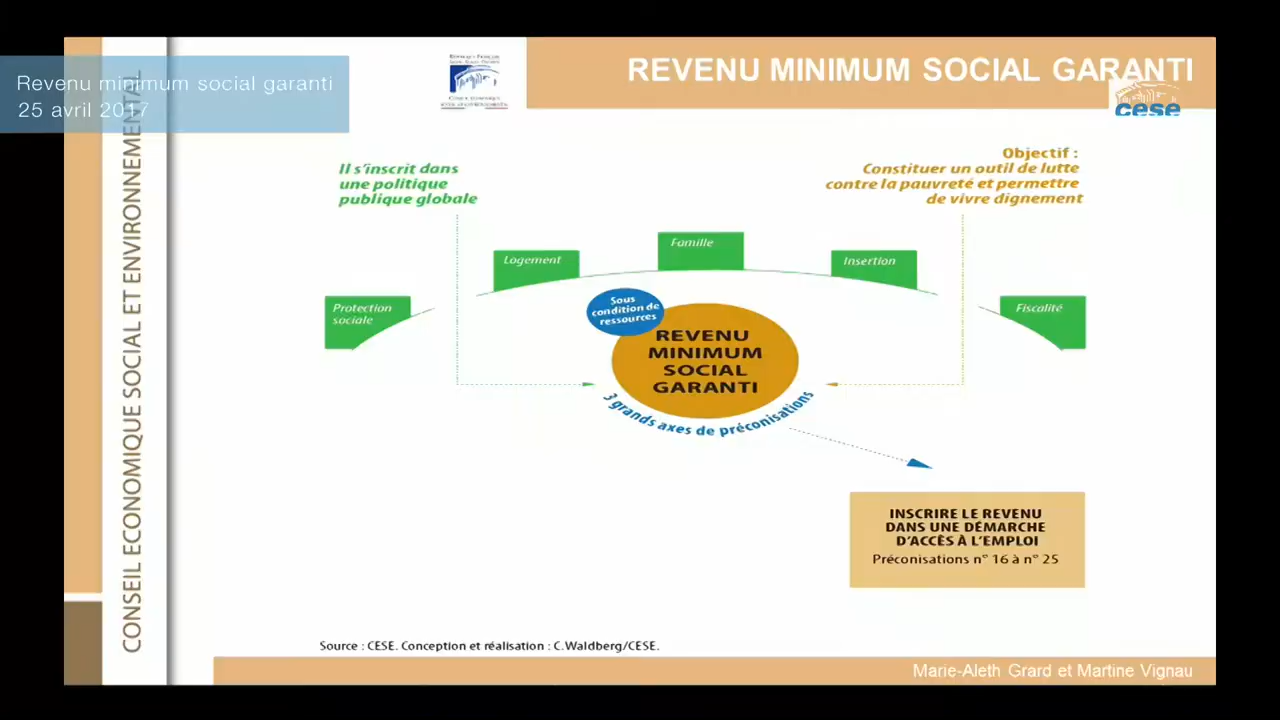 Revenu minimum social garanti
25 avril 2017
CONSEIL ECONOMIQUE SOCIAL ET ENVIRONNEMENTAL
REVENU MINIMUM SOCIAL GARANTI
cese
Il s'inscrit dans
une politique
publique globale
Objectif :
Constituer un outil de lutte
contre la pauvreté et permettre
de vivre dignement
Protection
sociale
Logement
Famille
Insertion
Fiscalité
Sous
condition de
ressources
REVENU
MINIMUM
SOCIAL
GARANTI
3 grands axes de préconisations
INSCRIRE LE REVENU
DANS UNE DÉMARCHE
D'ACCÈS À L'EMPLOI
Préconisations n° 16 à n° 25
Source : CESE. Conception et réalisation : C.Waldberg/CESE.
Marie-Aleth Grard et Martine Vignau